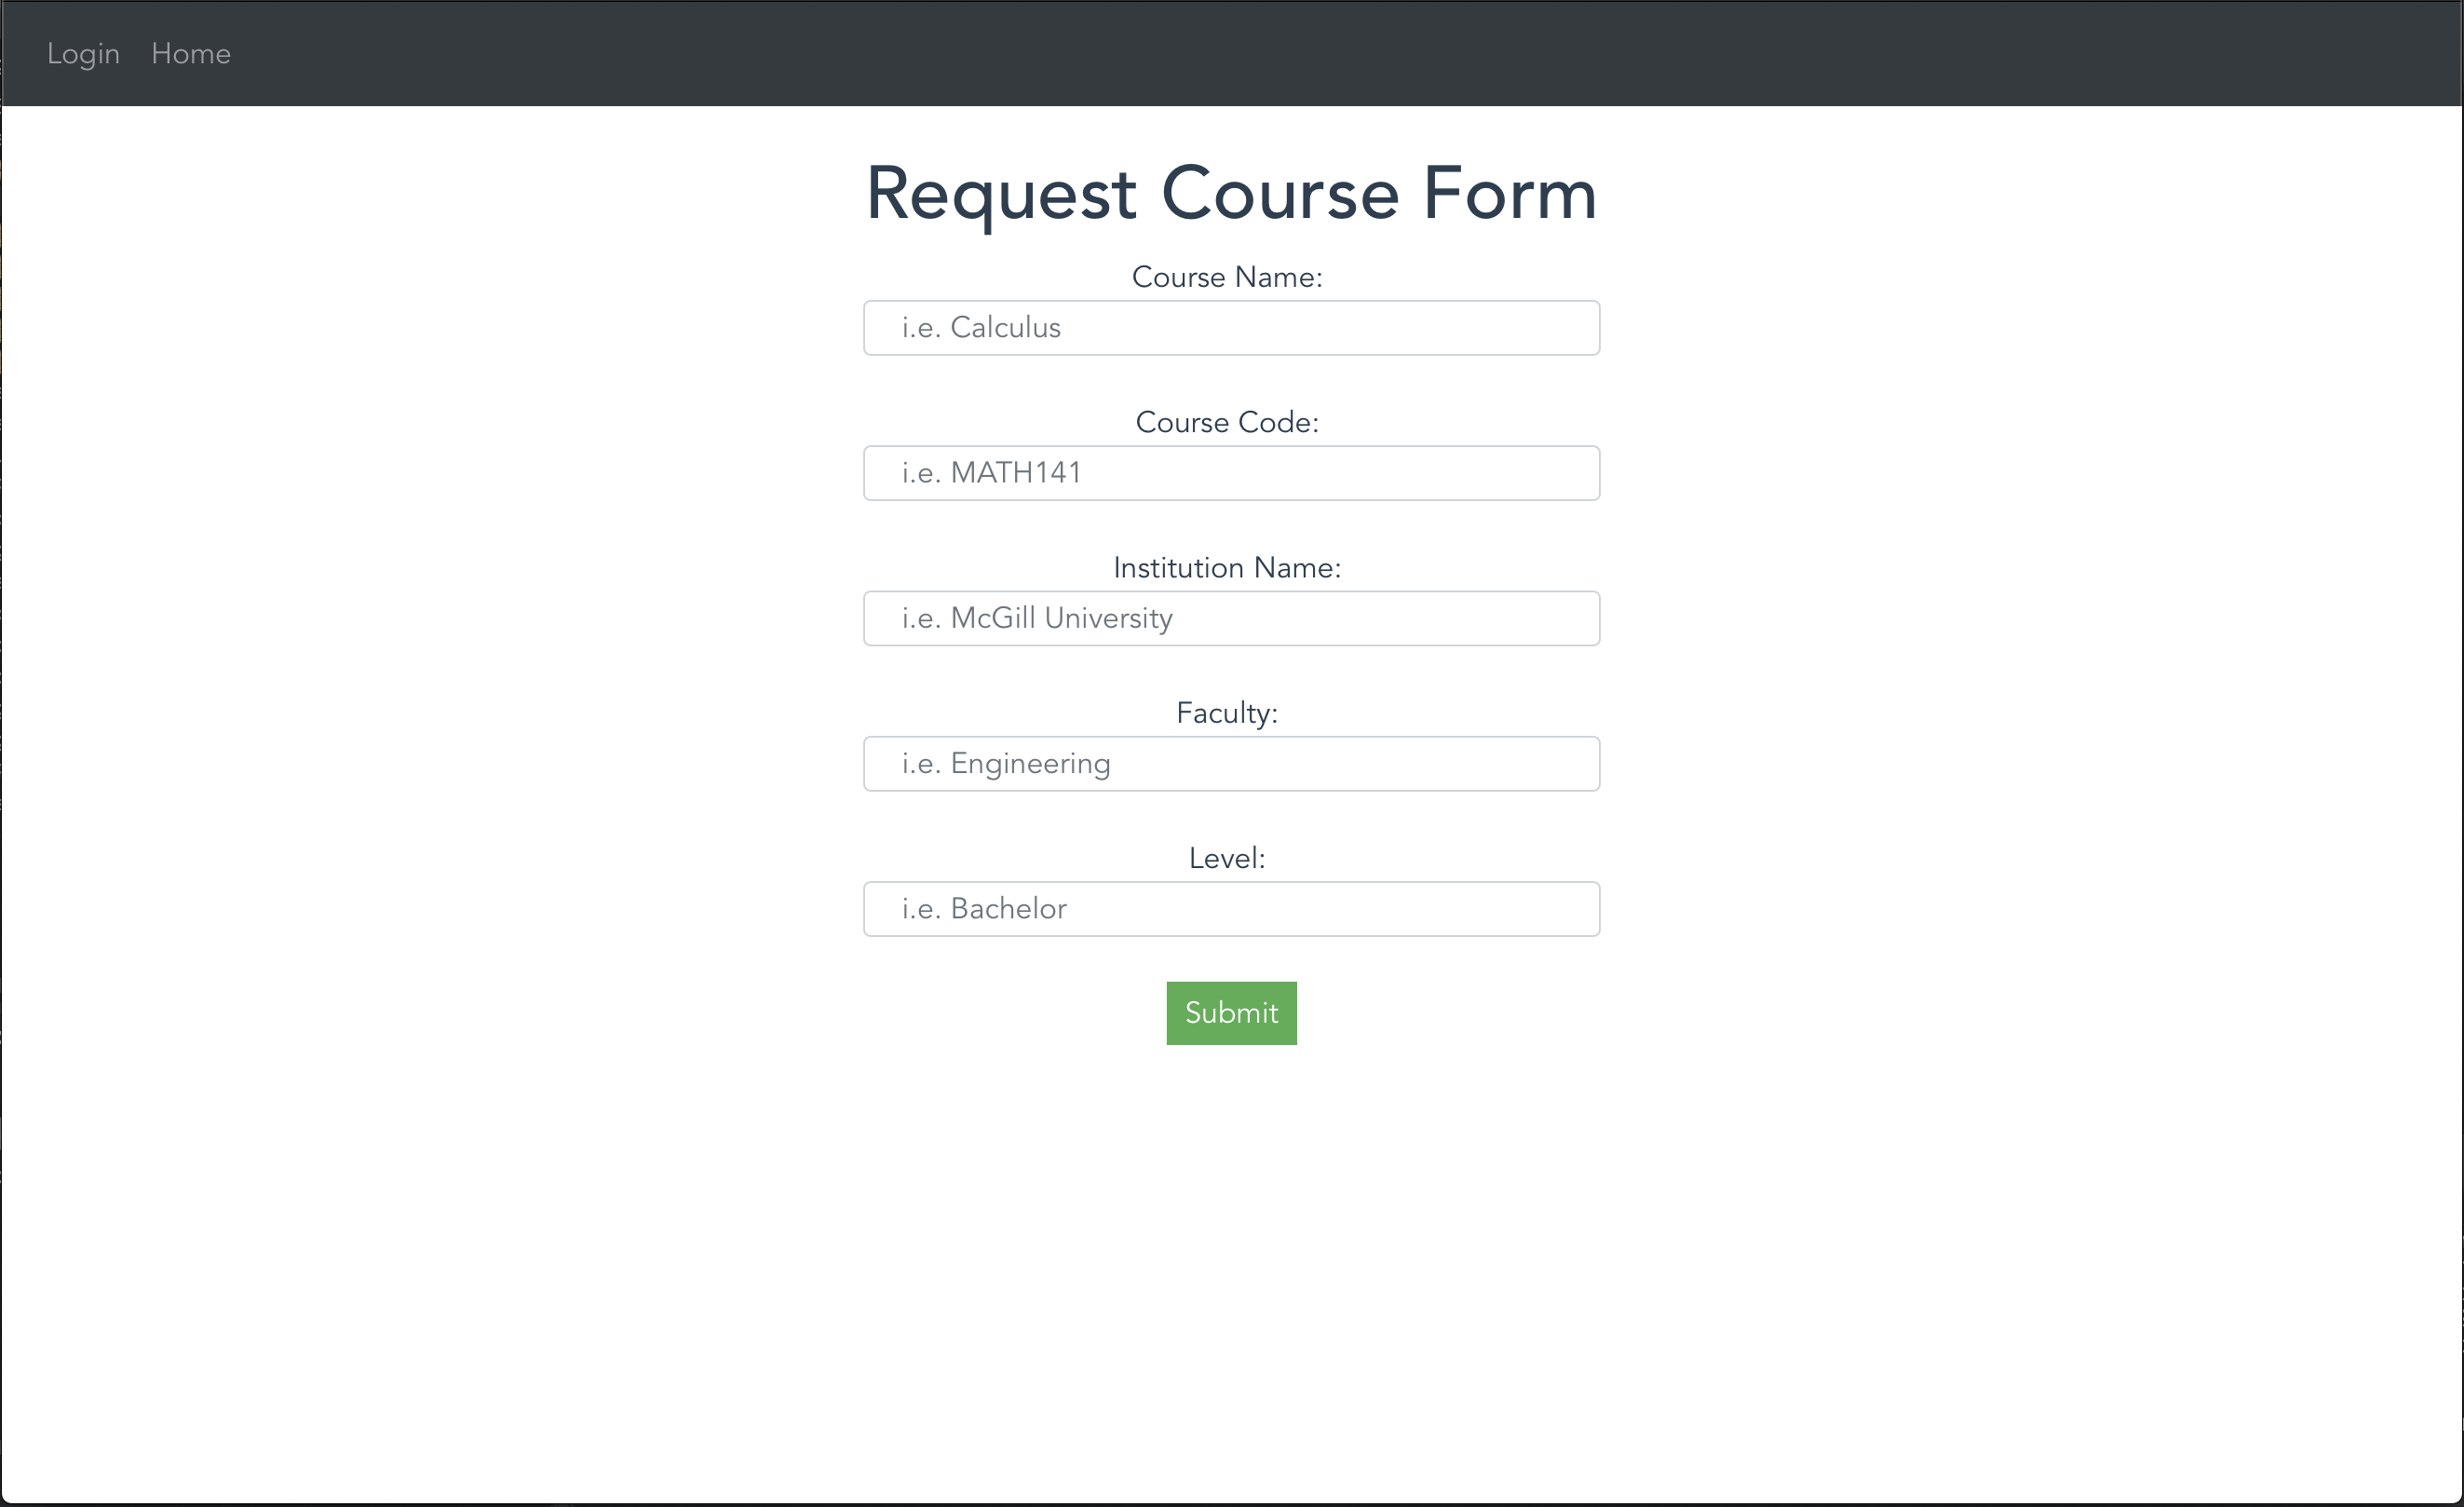 Login Home
Request Course Form
Course Name:
i.e. Calculus
Course Code:
i.e. MATH141
Institution Name:
i.e. McGill University
Faculty:
i.e. Engineering
Level:
i.e. Bachelor
Submit